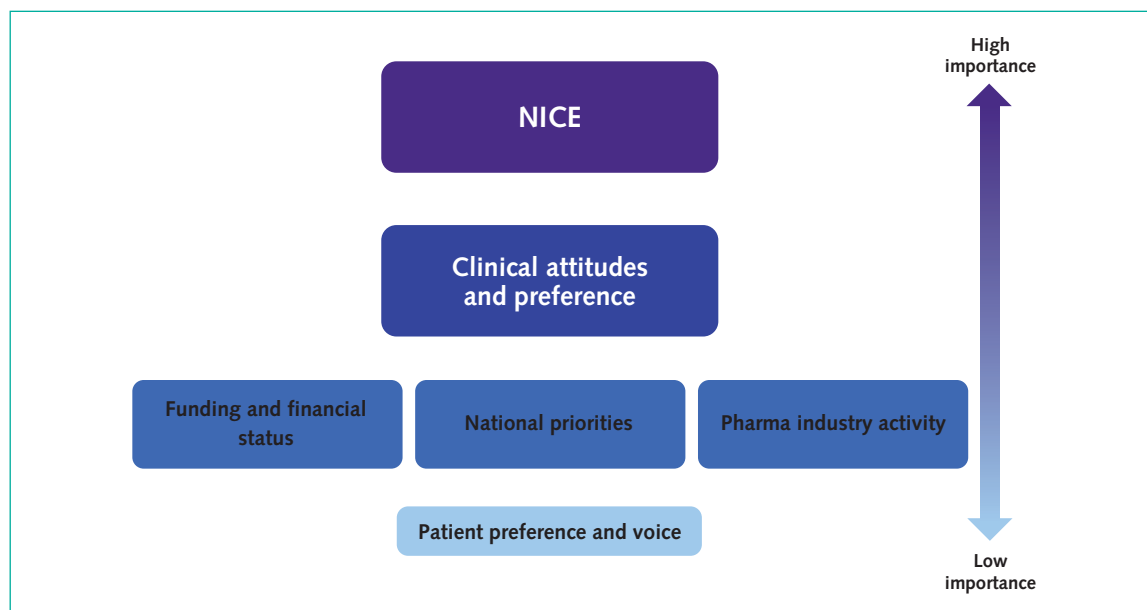 High
importance
NICE
Clinical attitudes
and preference
Funding and financial
status
National priorities
Pharma industry activity
Patient preference and voice
Low
importance